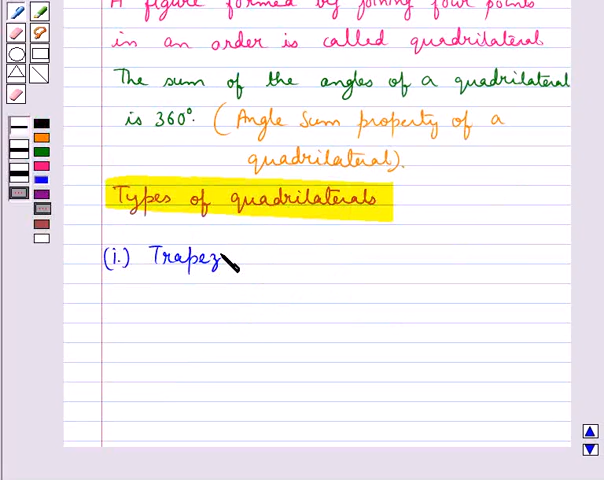 A figure formed by joining four points
in an order is called quadrilateral
The sum of the angles of a quadrilateral
is 360°. (Angle Sum property of a
quadrilateral).
Types of quadrilaterals
(i.) Trapez